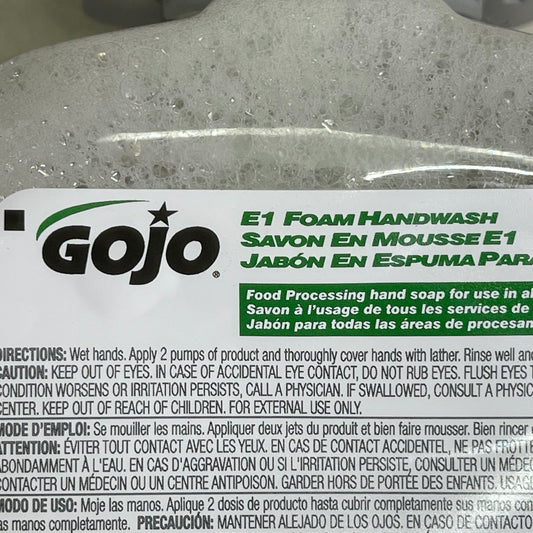 GOJO®
E1 FOAM HANDWASH
SAVON EN MOUSSE E1
JABÓN EN ESPUMA PARA
Food Processing hand soap for use in al
Savon à l'usage de tous les services de
Jabón para todas las áreas de procesan
DIRECTIONS: Wet hands. Apply 2 pumps of product and thoroughly cover hands with lather. Rinse well and
CAUTION: KEEP OUT OF EYES. IN CASE OF ACCIDENTAL EYE CONTACT, DO NOT RUB EYES. FLUSH EYES T
CONDITION WORSENS OR IRRITATION PERSISTS, CALL A PHYSICIAN. IF SWALLOWED, CONSULT A PHYSIC
CENTER. KEEP OUT OF REACH OF CHILDREN. FOR EXTERNAL USE ONLY.
MODE D'EMPLOI: Se mouiller les mains. Appliquer deux jets du produit et bien faire mousser. Bien rincer e
ATTENTION: ÉVITER TOUT CONTACT AVEC LES YEUX. EN CAS DE CONTACT ACCIDENTEL, NE PAS FROTTE
ABONDAMMENT À L'EAU. EN CAS D'AGGRAVATION OU SI L'IRRITATION PERSISTE, CONSULTER UN MÉDEC
CONTACTER UN MÉDECIN OU UN CENTRE ANTIPOISON. GARDER HORS DE PORTÉE DES ENFANTS. USAG
MODO DE USO: Moje las manos. Aplique 2 dosis de producto hasta cubrir completamente sus manos con
las manos completamente. PRECAUCIÓN: MANTENER ALEJADO DE LOS OJOS. EN CASO DE CONTACTO